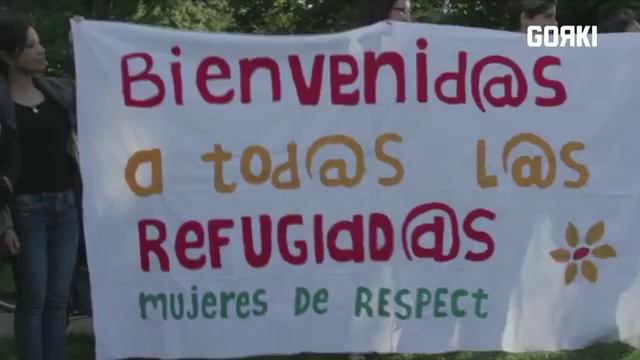 GORKI
Bienvenid@s
a tod@s l@s
REFUGIAD@S
mujeres DE RESPECT